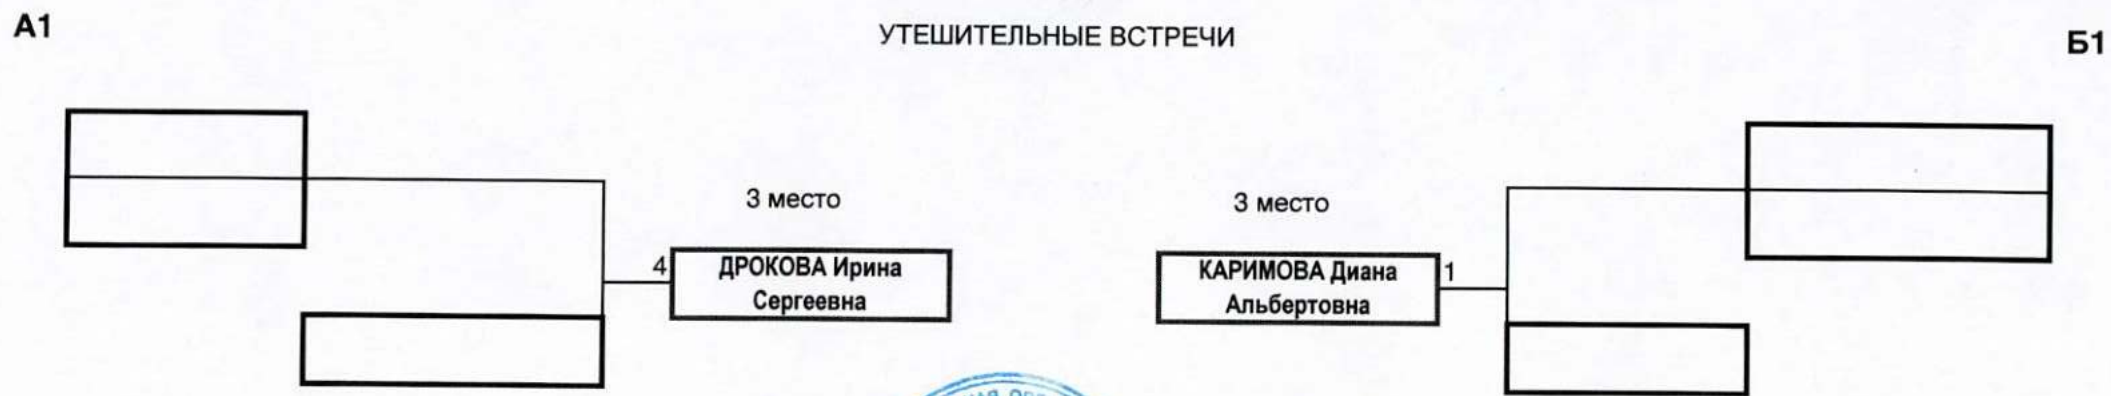 А1
УТЕШИТЕЛЬНЫЕ ВСТРЕЧИ
Б1
3 место
3 место
4
ДРОКОВА Ирина
Сергеевна
КАРИМОВА Диана
Альбертовна
1